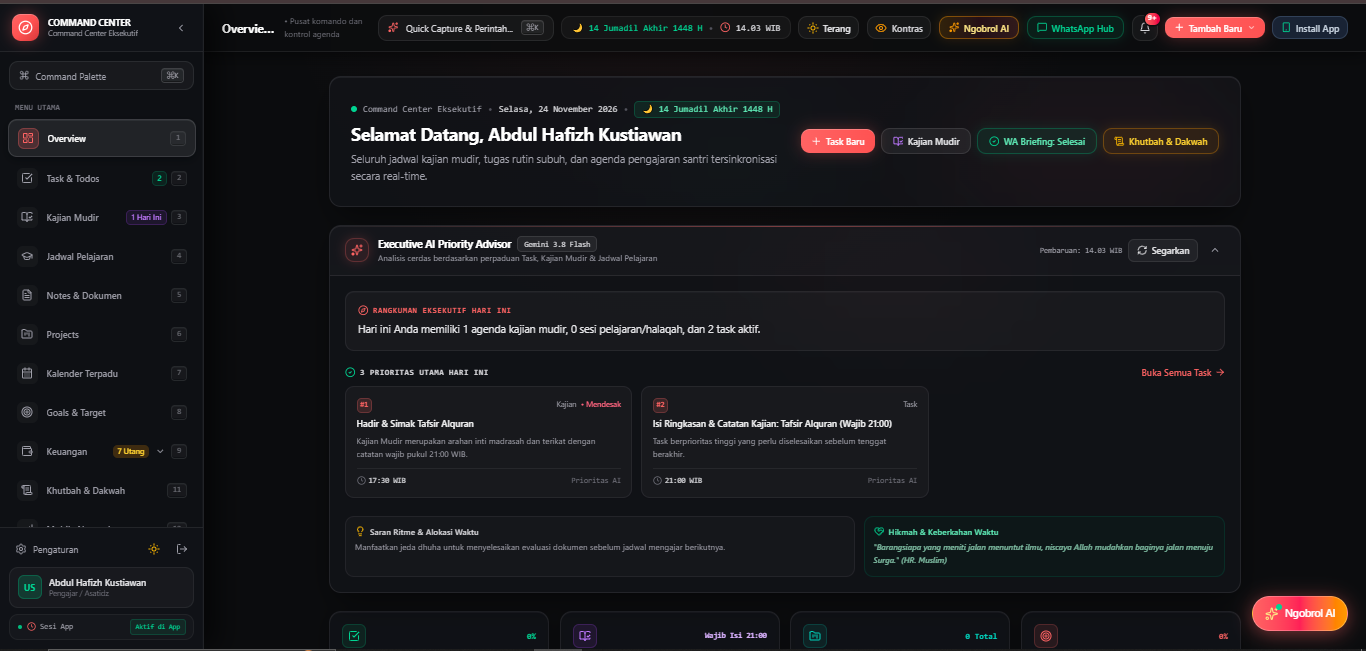 COMMAND CENTER
Command Center Eksekutif
Command Palette
⌘K
MENU UTAMA
Overview 1
Task & Todos 2 2
Kajian Mudir 1 Hari Ini 3
Jadwal Pelajaran 4
Notes & Dokumen 5
Projects 6
Kalender Terpadu 7
Goals & Target 8
Keuangan 7 Utang 9
Khutbah & Dakwah 11
Pengaturan
US
Abdul Hafizh Kustiawan
Pengajar / Asatidz
Sesi App Aktif di App
Overvie...
• Pusat komando dan
kontrol agenda
Quick Capture & Perintah... ⌘K
14 Jumadil Akhir 1448 H • 14.03 WIB
Terang
Kontras
Ngobrol AI
WhatsApp Hub
9+
Tambah Baru
Install App
Command Center Eksekutif • Selasa, 24 November 2026 • 14 Jumadil Akhir 1448 H
Selamat Datang, Abdul Hafizh Kustiawan
Seluruh jadwal kajian mudir, tugas rutin subuh, dan agenda pengajaran santri tersinkronisasi
secara real-time.
Task Baru
Kajian Mudir
WA Briefing: Selesai
Khutbah & Dakwah
Executive AI Priority Advisor Gemini 3.8 Flash
Analisis cerdas berdasarkan perpaduan Task, Kajian Mudir & Jadwal Pelajaran
Pembaruan: 14.03 WIB
Segarkan
RANGKUMAN EKSEKUTIF HARI INI
Hari ini Anda memiliki 1 agenda kajian mudir, 0 sesi pelajaran/halaqah, dan 2 task aktif.
3 PRIORITAS UTAMA HARI INI
Buka Semua Task →
#1 Kajian • Mendesak
Hadir & Simak Tafsir Alquran
Kajian Mudir merupakan arahan inti madrasah dan terikat dengan
catatan wajib pukul 21:00 WIB.
17:30 WIB Prioritas AI
#2 Task
Isi Ringkasan & Catatan Kajian: Tafsir Alquran (Wajib 21:00)
Task berprioritas tinggi yang perlu diselesaikan sebelum tenggat
berakhir.
21:00 WIB Prioritas AI
Saran Ritme & Alokasi Waktu
Manfaatkan jeda dhuha untuk menyelesaikan evaluasi dokumen sebelum jadwal mengajar berikutnya.
Hikmah & Keberkahan Waktu
"Barangsiapa yang meniti jalan menuntut ilmu, niscaya Allah mudahkan baginya jalan menuju
Surga." (HR. Muslim)
0%
Wajib Isi 21:00
0 Total
0%
Ngobrol AI